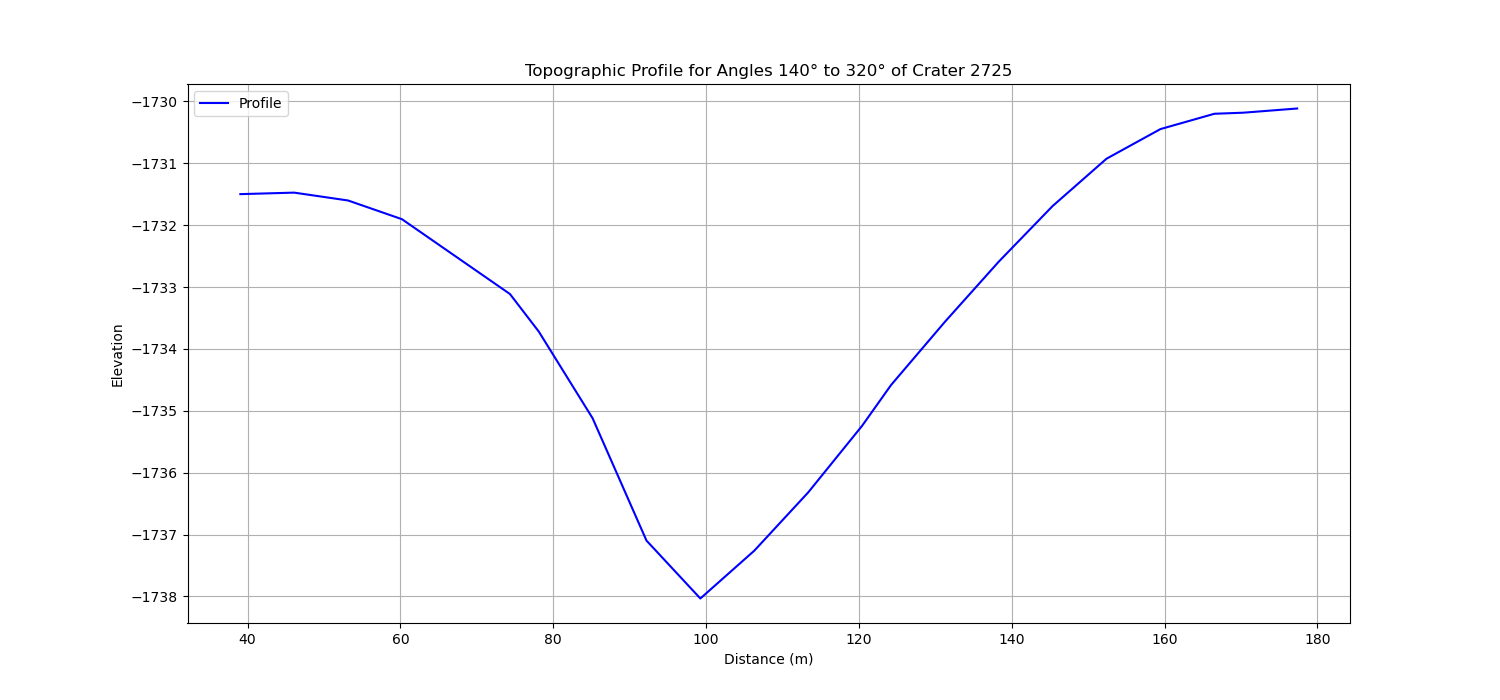 Topographic Profile for Angles 140° to 320° of Crater 2725
Profile
−1730
−1731
−1732
−1733
−1734
−1735
−1736
−1737
−1738
Elevation
40 60 80 100 120 140 160 180
Distance (m)